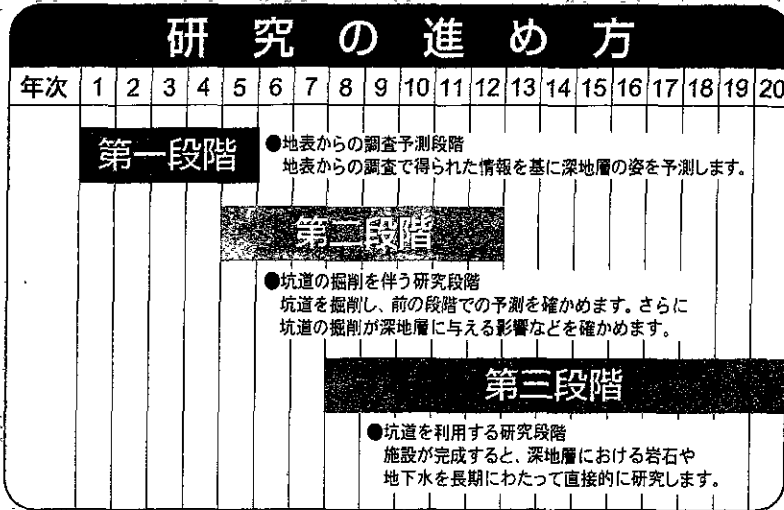 研究の進め方
年次 1 2 3 4 5 6 7 8 9 10 11 12 13 14 15 16 17 18 19 20
第一段階
●地表からの調査予測段階
地表からの調査で得られた情報を基に深地層の姿を予測します。
第二段階
●坑道の掘削を伴う研究段階
坑道を掘削し、前の段階での予測を確かめます。さらに
坑道の掘削が深地層に与える影響などを確かめます。
第三段階
●坑道を利用する研究段階
施設が完成すると、深地層における岩石や
地下水を長期にわたって直接的に研究します。